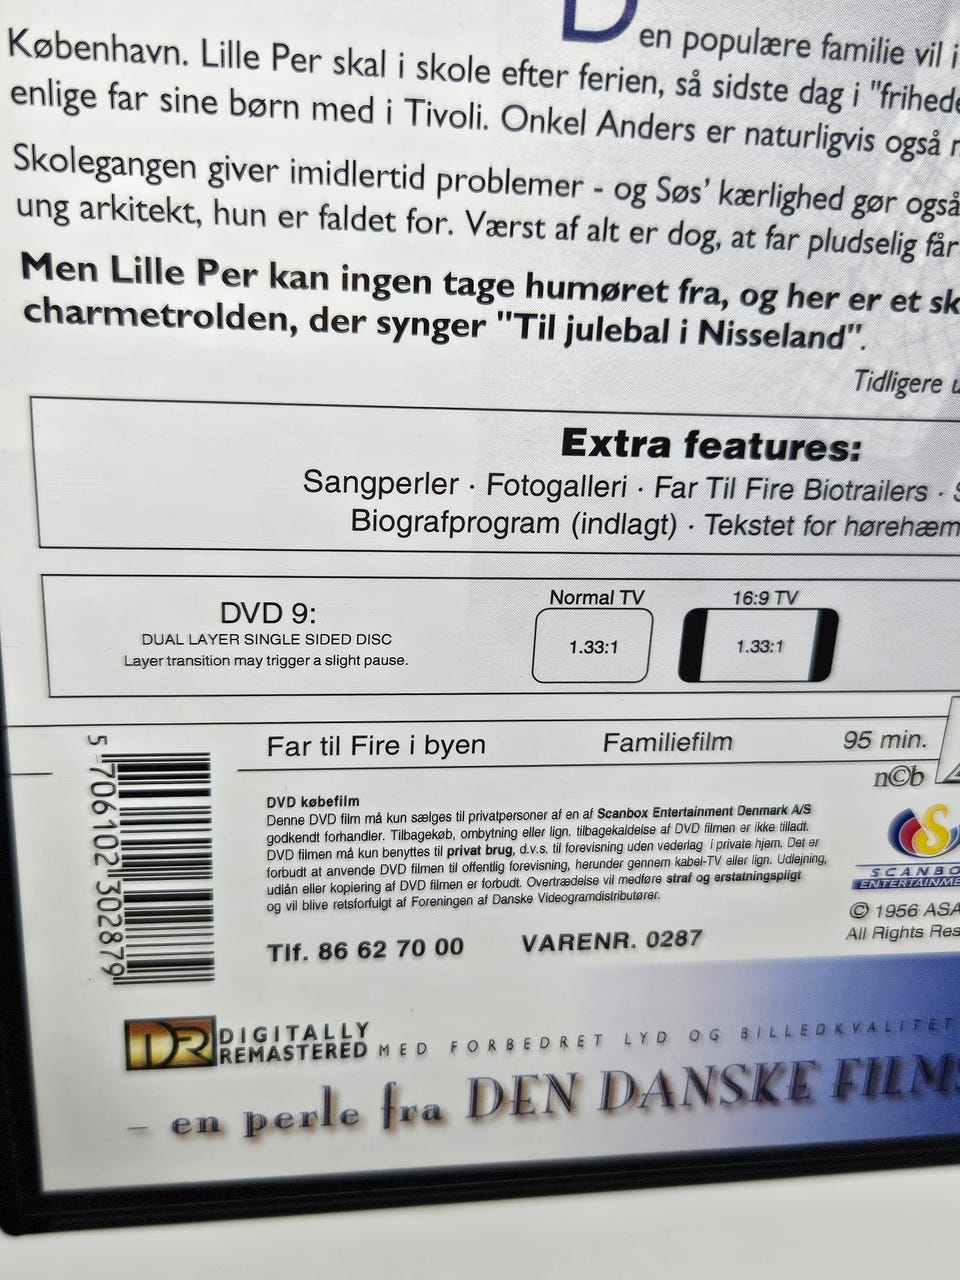 Den populære familie vil i
København. Lille Per skal i skole efter ferien, så sidste dag i "frihede
enlige far sine børn med i Tivoli. Onkel Anders er naturligvis også
Skolegangen giver imidlertid problemer - og Søs' kærlighed gør også
ung arkitekt, hun er faldet for. Værst af alt er dog, at far pludselig får
Men Lille Per kan ingen tage humøret fra, og her er et sk
charmetrolden, der synger "Til julebal i Nisseland".
Tidligere u
Extra features:
Sangperler · Fotogalleri · Far Til Fire Biotrailers · S
Biografprogram (indlagt) · Tekstet for hørehæm
DVD 9:
DUAL LAYER SINGLE SIDED DISC
Layer transition may trigger a slight pause.
Normal TV
1.33:1
16:9 TV
1.33:1
Far til Fire i byen Familiefilm 95 min.
n©b
5 706102 302879
DVD købefilm
Denne DVD film må kun sælges til privatpersoner af en af Scanbox Entertainment Denmark A/S
godkendt forhandler. Tilbagekøb, ombytning eller lign. tilbagekaldelse af DVD filmen er ikke tilladt.
DVD filmen må kun benyttes til privat brug, d.v.s. til forevisning uden vederlag i private hjem. Det er
forbudt at anvende DVD filmen til offentlig forevisning, herunder gennem kabel-TV eller lign. Udlejning,
udlån eller kopiering af DVD filmen er forbudt. Overtrædelse vil medføre straf og erstatningspligt
og vil blive retsforfulgt af Foreningen af Danske Videogramdistributører.
Tlf. 86 62 70 00 VARENR. 0287
SCANBO
ENTERTAINME
© 1956 ASA
All Rights Res
DR DIGITALLY
REMASTERED MED FORBEDRET LYD OG BILLEDKVALITET
- en perle fra DEN DANSKE FILMS